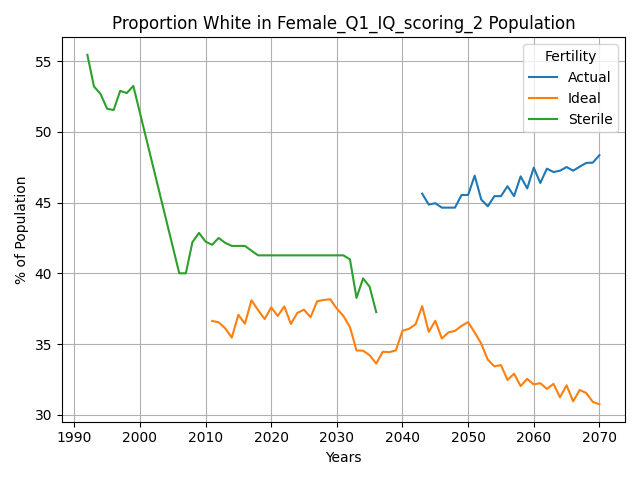 Proportion White in Female_Q1_IQ_scoring_2 Population
Fertility
Actual
Ideal
Sterile
% of Population
55
50
45
40
35
30
1990 2000 2010 2020 2030 2040 2050 2060 2070
Years